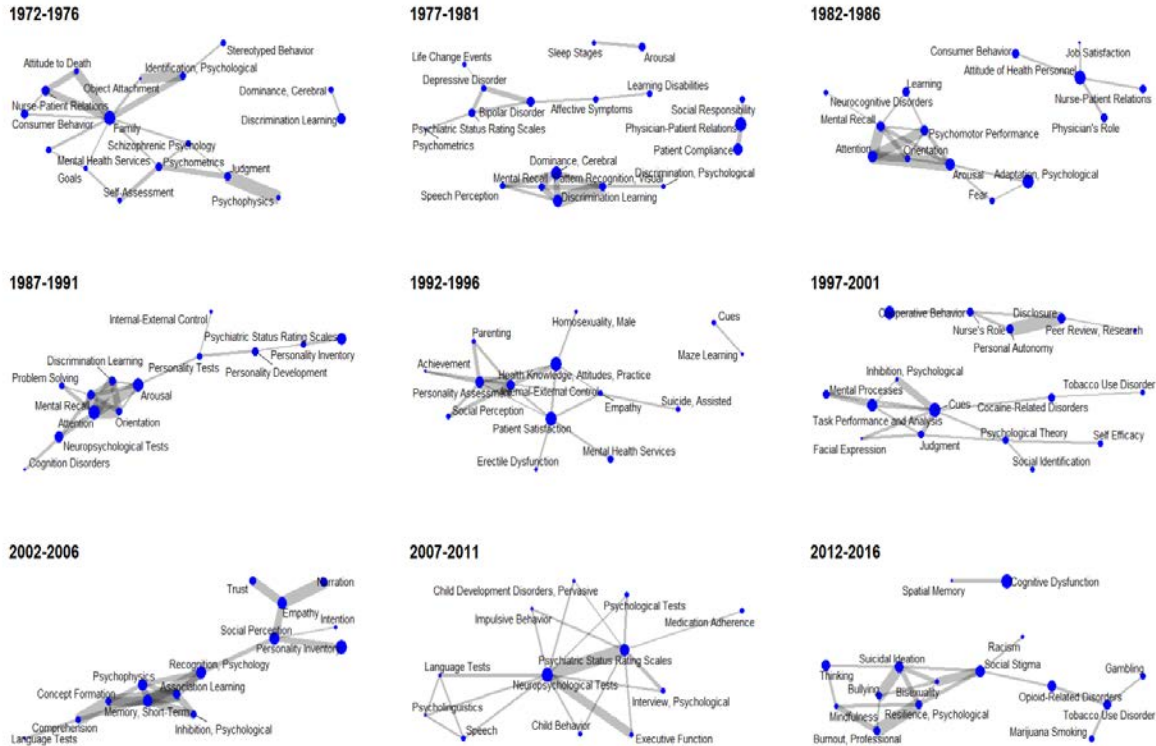 1972-1976
Stereotyped Behavior
Attitude to Death
Identification, Psychological
Object Attachment
Dominance, Cerebral
Nurse-Patient Relations
Consumer Behavior
Family
Discrimination Learning
Schizophrenic Psychology
Mental Health Services
Psychometrics
Goals
Judgment
Self-Assessment
Psychophysics
1977-1981
Sleep Stages
Life Change Events
Arousal
Depressive Disorder
Learning Disabilities
Bipolar Disorder
Affective Symptoms
Social Responsibility
Psychiatric Status Rating Scales
Physician-Patient Relations
Psychometrics
Patient Compliance
Dominance, Cerebral
Mental Recall
Pattern Recognition, Visual
Discrimination, Psychological
Speech Perception
Discrimination Learning
1982-1986
Consumer Behavior
Job Satisfaction
Attitude of Health Personnel
Learning
Nurse-Patient Relations
Neurocognitive Disorders
Mental Recall
Physician's Role
Psychomotor Performance
Attention
Orientation
Arousal
Adaptation, Psychological
Fear
1987-1991
Internal-External Control
Psychiatric Status Rating Scales
Discrimination Learning
Personality Inventory
Problem Solving
Personality Tests
Personality Development
Arousal
Mental Recall
Attention
Orientation
Neuropsychological Tests
Cognition Disorders
1992-1996
Homosexuality, Male
Cues
Parenting
Maze Learning
Achievement
Health Knowledge, Attitudes, Practice
Personality Assessment
Internal-External Control
Social Perception
Empathy
Suicide, Assisted
Patient Satisfaction
Mental Health Services
Erectile Dysfunction
1997-2001
Cooperative Behavior
Disclosure
Nurse's Role
Peer Review, Research
Personal Autonomy
Inhibition, Psychological
Mental Processes
Tobacco Use Disorder
Cues
Cocaine-Related Disorders
Task Performance and Analysis
Psychological Theory
Self Efficacy
Facial Expression
Judgment
Social Identification
2002-2006
Trust
Narration
Empathy
Intention
Social Perception
Personality Inventory
Recognition, Psychology
Psychophysics
Association Learning
Concept Formation
Memory, Short-Term
Comprehension
Inhibition, Psychological
Language Tests
2007-2011
Child Development Disorders, Pervasive
Psychological Tests
Impulsive Behavior
Medication Adherence
Psychiatric Status Rating Scales
Language Tests
Neuropsychological Tests
Interview, Psychological
Psycholinguistics
Child Behavior
Speech
Executive Function
2012-2016
Cognitive Dysfunction
Spatial Memory
Racism
Suicidal Ideation
Social Stigma
Gambling
Thinking
Bullying
Bisexuality
Opioid-Related Disorders
Mindfulness
Resilience, Psychological
Tobacco Use Disorder
Burnout, Professional
Marijuana Smoking